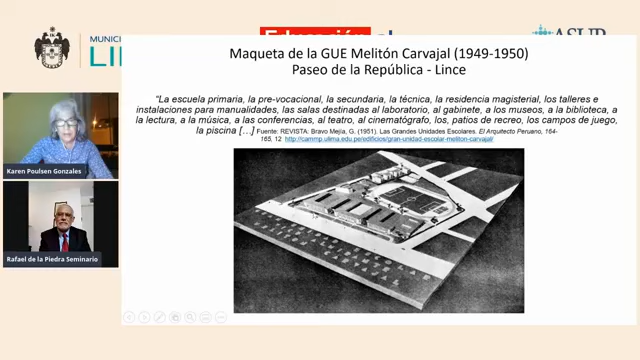 MUNIC
LIM
Educación al
ASUP
Maqueta de la GUE Melitón Carvajal (1949-1950)
Paseo de la República - Lince
“La escuela primaria, la pre-vocacional, la secundaria, la técnica, la residencia magisterial, los talleres e
instalaciones para manualidades, las salas destinadas al laboratorio, al gabinete, a los museos, a la biblioteca, a
la lectura, a la música, a las conferencias, al teatro, al cinematógrafo, los, patios de recreo, los campos de juego,
la piscina […] Fuente: REVISTA: Bravo Mejía, G. (1951). Las Grandes Unidades Escolares. El Arquitecto Peruano, 164-
165, 12 http://cammp.ulima.edu.pe/edificios/gran-unidad-escolar-meliton-carvajal/
Karen Poulsen Gonzales
Rafael de la Piedra Seminario